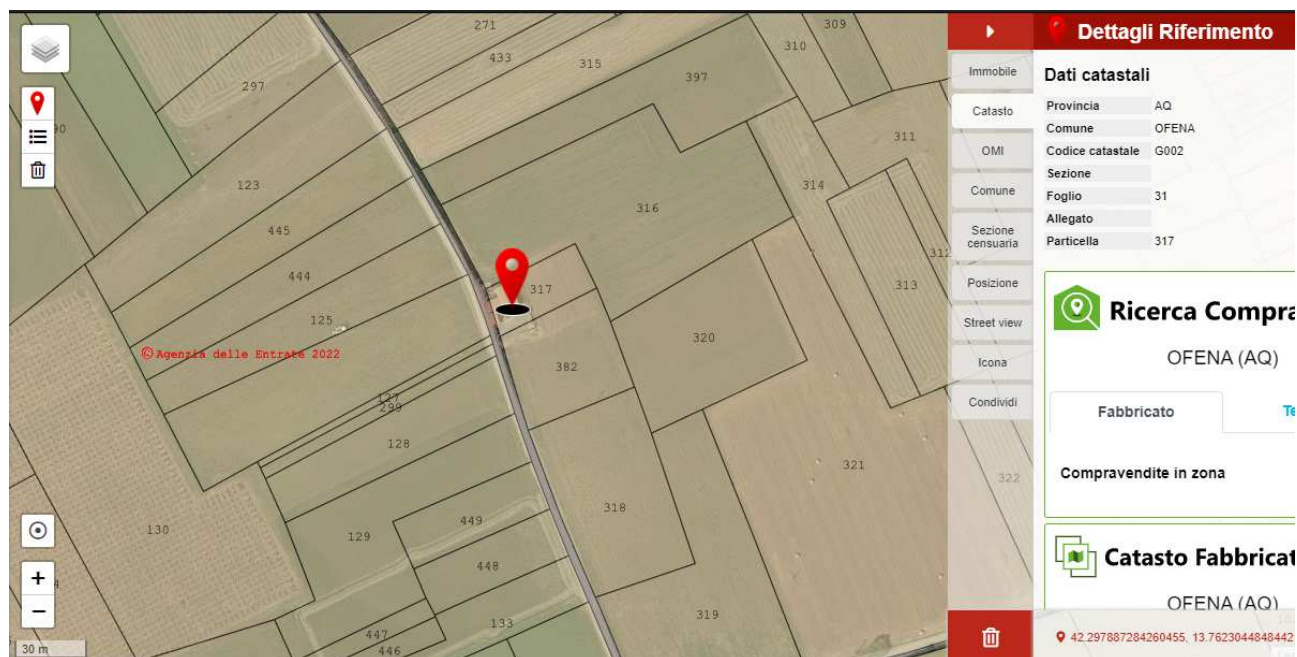 271
433
315
309
310
397
297
90
311
123
314
316
445
312
444
317
313
125
320
© Agenzia delle Entrate 2022
382
127
299
128
321
322
318
449
130
129
448
133
319
447
446
+
4
−
30 m
Immobile
Catasto
OMI
Comune
Sezione
censuaria
Posizione
Street view
Icona
Condividi
Dettagli Riferimento
Dati catastali
Provincia AQ
Comune OFENA
Codice catastale G002
Sezione
Foglio 31
Allegato
Particella 317
Ricerca Compra
OFENA (AQ)
Fabbricato Te
Compravendite in zona
Catasto Fabbricat
OFENA (AQ)
42.297887284260455, 13.7623044848442